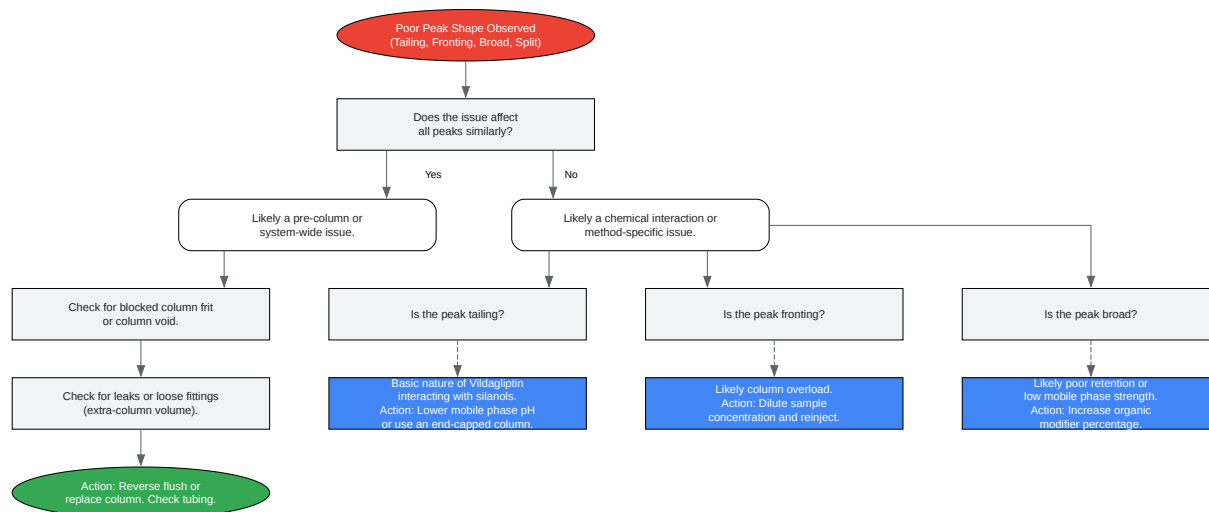 Poor Peak Shape Observed
(Tailing, Fronting, Broad, Split)
Does the issue affect
all peaks similarly?
Yes
No
Likely a pre-column or
system-wide issue.
Likely a chemical interaction or
method-specific issue.
Check for blocked column frit
or column void.
Is the peak tailing?
Is the peak fronting?
Is the peak broad?
Check for leaks or loose fittings
(extra-column volume).
Basic nature of Vildagliptin
interacting with silanols.
Action: Lower mobile phase pH
or use an end-capped column.
Likely column overload.
Action: Dilute sample
concentration and reinject.
Likely poor retention or
low mobile phase strength.
Action: Increase organic
modifier percentage.
Action: Reverse flush or
replace column. Check tubing.